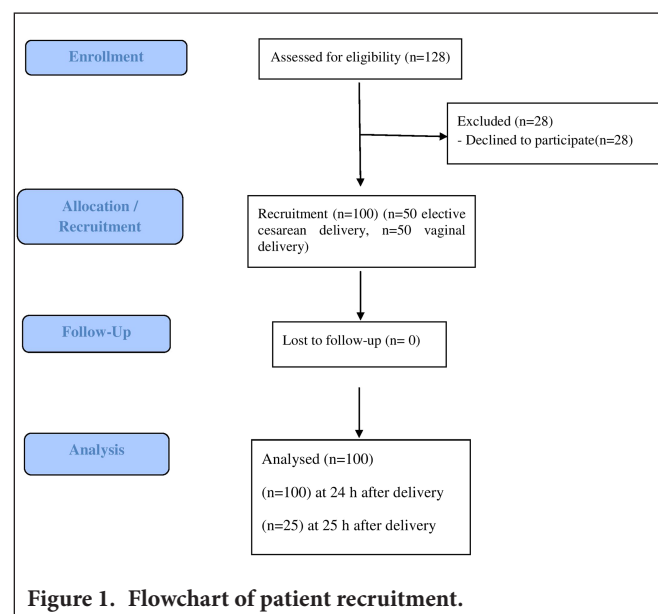 Enrollment
Assessed for eligibility (n=128)
Excluded (n=28)
- Declined to participate(n=28)
Allocation /
Recruitment
Recruitment (n=100) (n=50 elective
cesarean delivery, n=50 vaginal
delivery)
Follow-Up
Lost to follow-up (n= 0)
Analysis
Analysed (n=100)
(n=100) at 24 h after delivery
(n=25) at 25 h after delivery
Figure 1. Flowchart of patient recruitment.